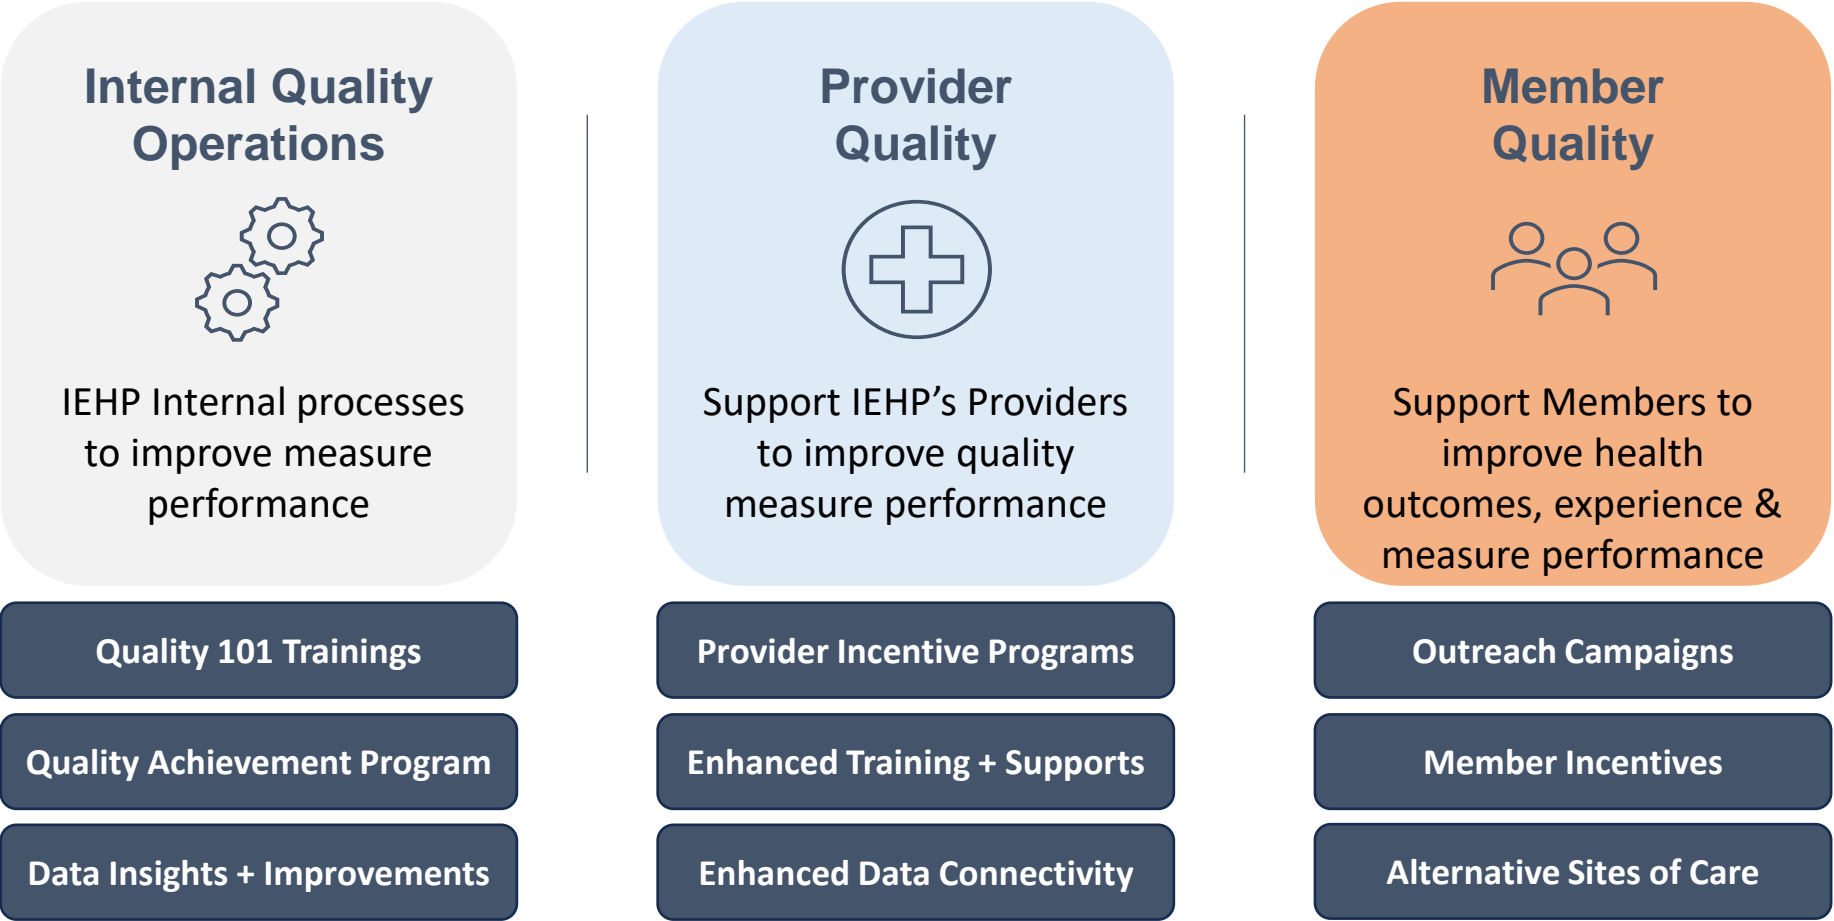 Internal Quality
Operations
IEHP Internal processes
to improve measure
performance
Quality 101 Trainings
Quality Achievement Program
Data Insights + Improvements
Provider
Quality
Support IEHP’s Providers
to improve quality
measure performance
Provider Incentive Programs
Enhanced Training + Supports
Enhanced Data Connectivity
Member
Quality
Support Members to
improve health
outcomes, experience &
measure performance
Outreach Campaigns
Member Incentives
Alternative Sites of Care